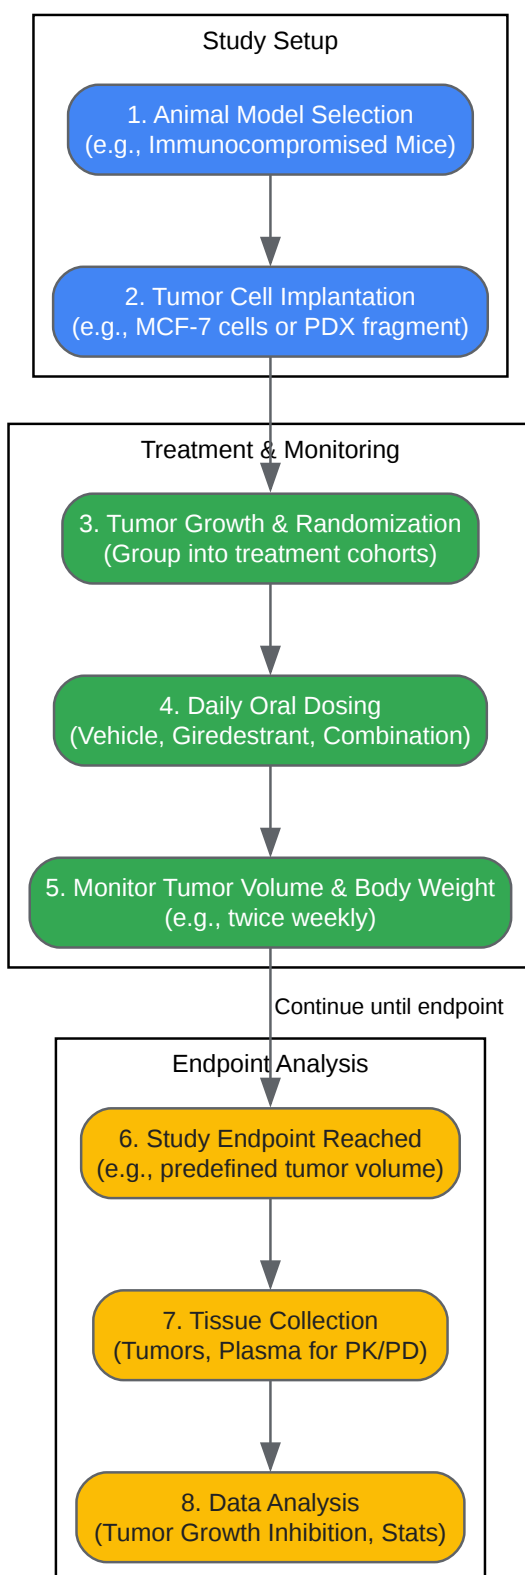 Study Setup
1. Animal Model Selection
(e.g., Immunocompromised Mice)
2. Tumor Cell Implantation
(e.g., MCF-7 cells or PDX fragment)
Treatment & Monitoring
3. Tumor Growth & Randomization
(Group into treatment cohorts)
4. Daily Oral Dosing
(Vehicle, Giredestrant, Combination)
5. Monitor Tumor Volume & Body Weight
(e.g., twice weekly)
Continue until endpoint
Endpoint Analysis
6. Study Endpoint Reached
(e.g., predefined tumor volume)
7. Tissue Collection
(Tumors, Plasma for PK/PD)
8. Data Analysis
(Tumor Growth Inhibition, Stats)